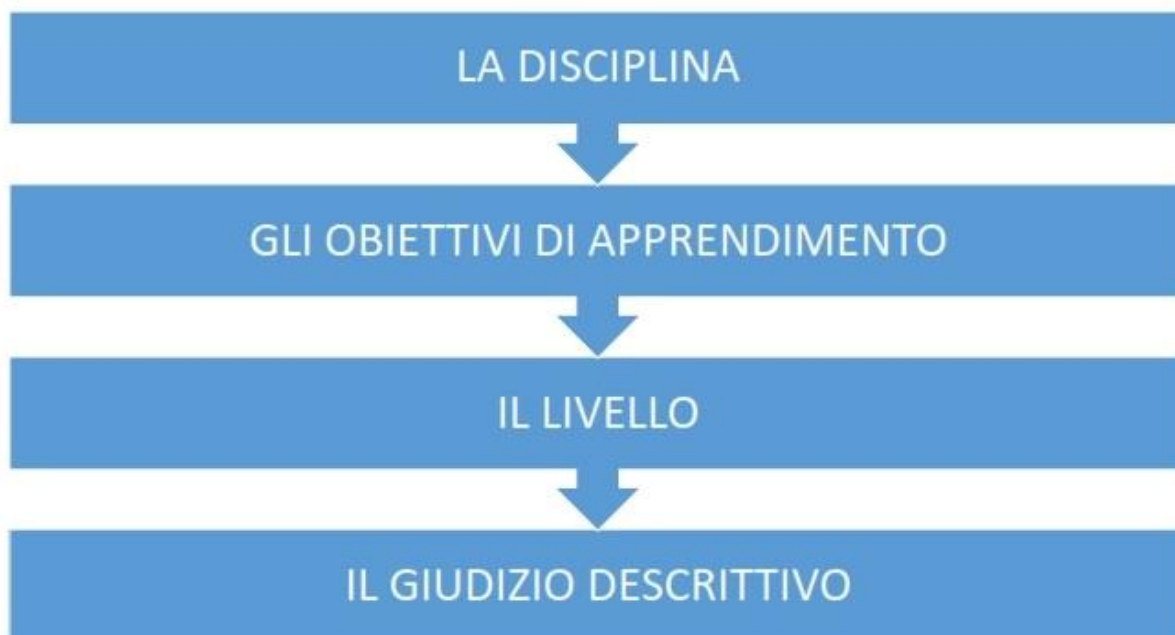 LA DISCIPLINA
GLI OBIETTIVI DI APPRENDIMENTO
IL LIVELLO
IL GIUDIZIO DESCRITTIVO